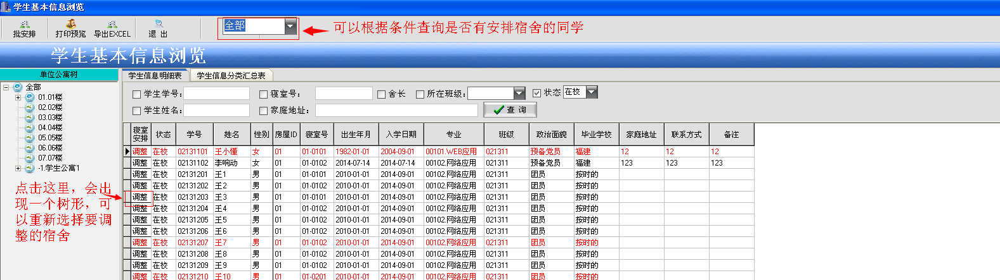 学生基本信息浏览
批安排 打印预览 导出EXCEL 退 出 全部 可以根据条件查询是否有安排宿舍的同学
学生基本信息浏览
单位公寓树 学生信息明细表 学生信息分类汇总表
全部
01.01楼
02.02楼
03.03楼
04.04楼
05.05楼
06.06楼
07.07楼
-1.学生公寓1
学生学号: 寝室号: 舍长 所在班级: 状态 在校
学生姓名: 家庭地址: 查 询
寝室安排 状态 学号 姓名 性别 房屋ID 寝室号 出生年月 入学日期 专业 班级 政治面貌 毕业学校 家庭地址 联系方式 备注
调整 在校 02131101 王小懂 女 01 01-0101 1982-01-01 2004-09-01 00101.WEB应用 021311 预备党员 福建 12 12 12
调整 在校 02131102 李响动 女 01 01-0102 2014-07-14 2014-07-14 00102.网络应用 021311 预备党员 福建 123 123 123
调整 在校 02131201 王1 男 01 01-0101 2010-01-01 2014-09-01 00102.网络应用 021311 团员 按时的
调整 在校 02131202 王2 男 01 01-0102 2010-01-01 2014-09-01 00102.网络应用 021311 团员 按时的
调整 在校 02131203 王3 男 01 01-0101 2010-01-01 2014-09-01 00102.网络应用 021311 团员 按时的
调整 在校 02131204 王4 男 01 01-0102 2010-01-01 2014-09-01 00102.网络应用 021311 团员 按时的
调整 在校 02131205 王5 男 01 01-0102 2010-01-01 2014-09-01 00102.网络应用 021311 团员 按时的
调整 在校 02131206 王6 男 01 01-0102 2010-01-01 2014-09-01 00102.网络应用 021311 团员 按时的
调整 在校 02131207 王7 男 01 01-0102 2010-01-01 2014-09-01 00102.网络应用 021311 团员 按时的
调整 在校 02131208 王8 男 01 01-0102 2010-01-01 2014-09-01 00102.网络应用 021311 团员 按时的
调整 在校 02131209 王9 男 01 01-0102 2010-01-01 2014-09-01 00102.网络应用 021311 团员 按时的
调整 在校 02131210 王10 男 01 01-0201 2010-01-01 2014-09-01 00102.网络应用 021311 团员 按时的
点击这里，会出
现一个树形，可
以重新选择要调
整的宿舍